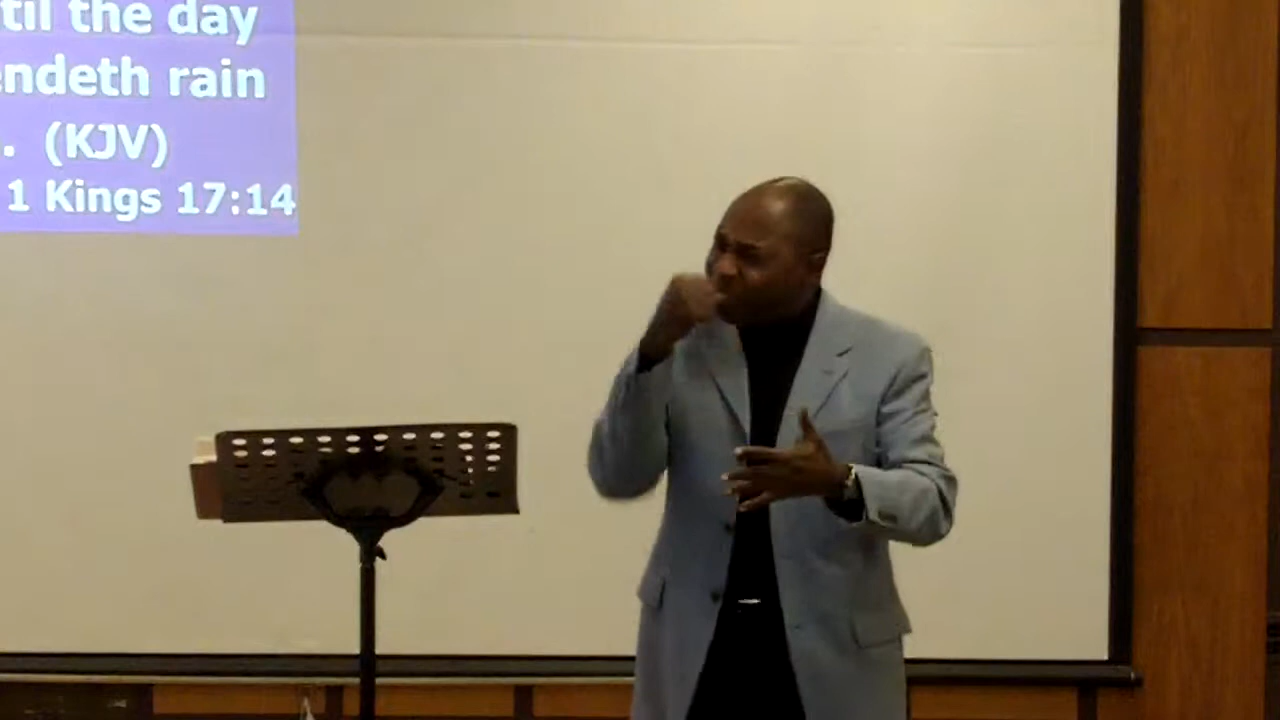 til the day
endeth rain
. (KJV)
1 Kings 17:14